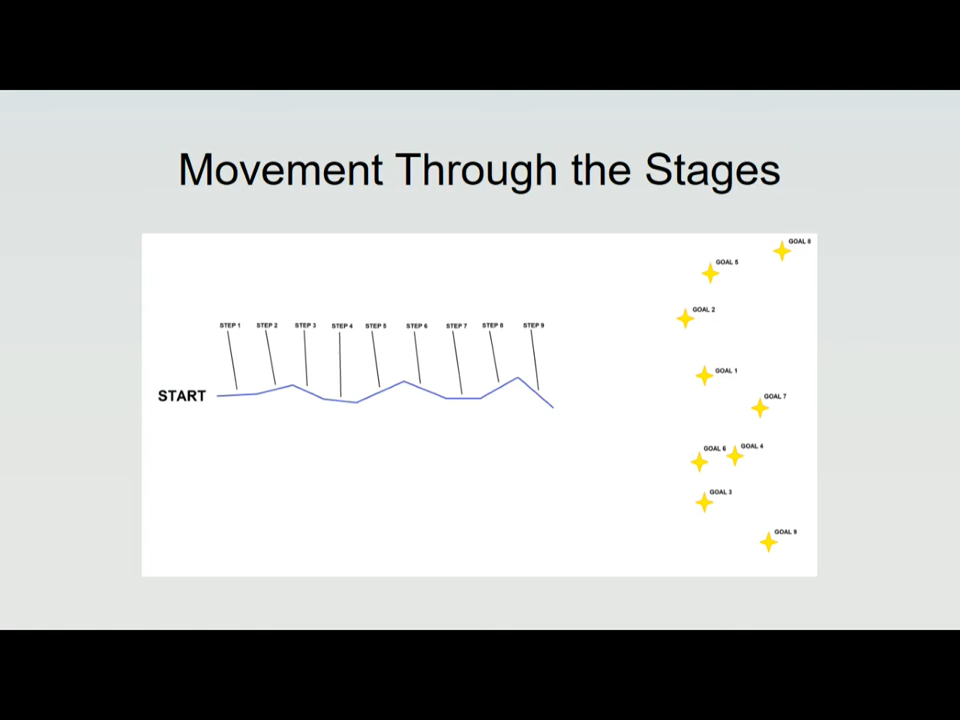 Movement Through the Stages
GOAL 8
GOAL 5
GOAL 2
STEP 1 STEP 2 STEP 3 STEP 4 STEP 5 STEP 6 STEP 7 STEP 8 STEP 9
GOAL 1
START
GOAL 7
GOAL 6 GOAL 4
GOAL 3
GOAL 9